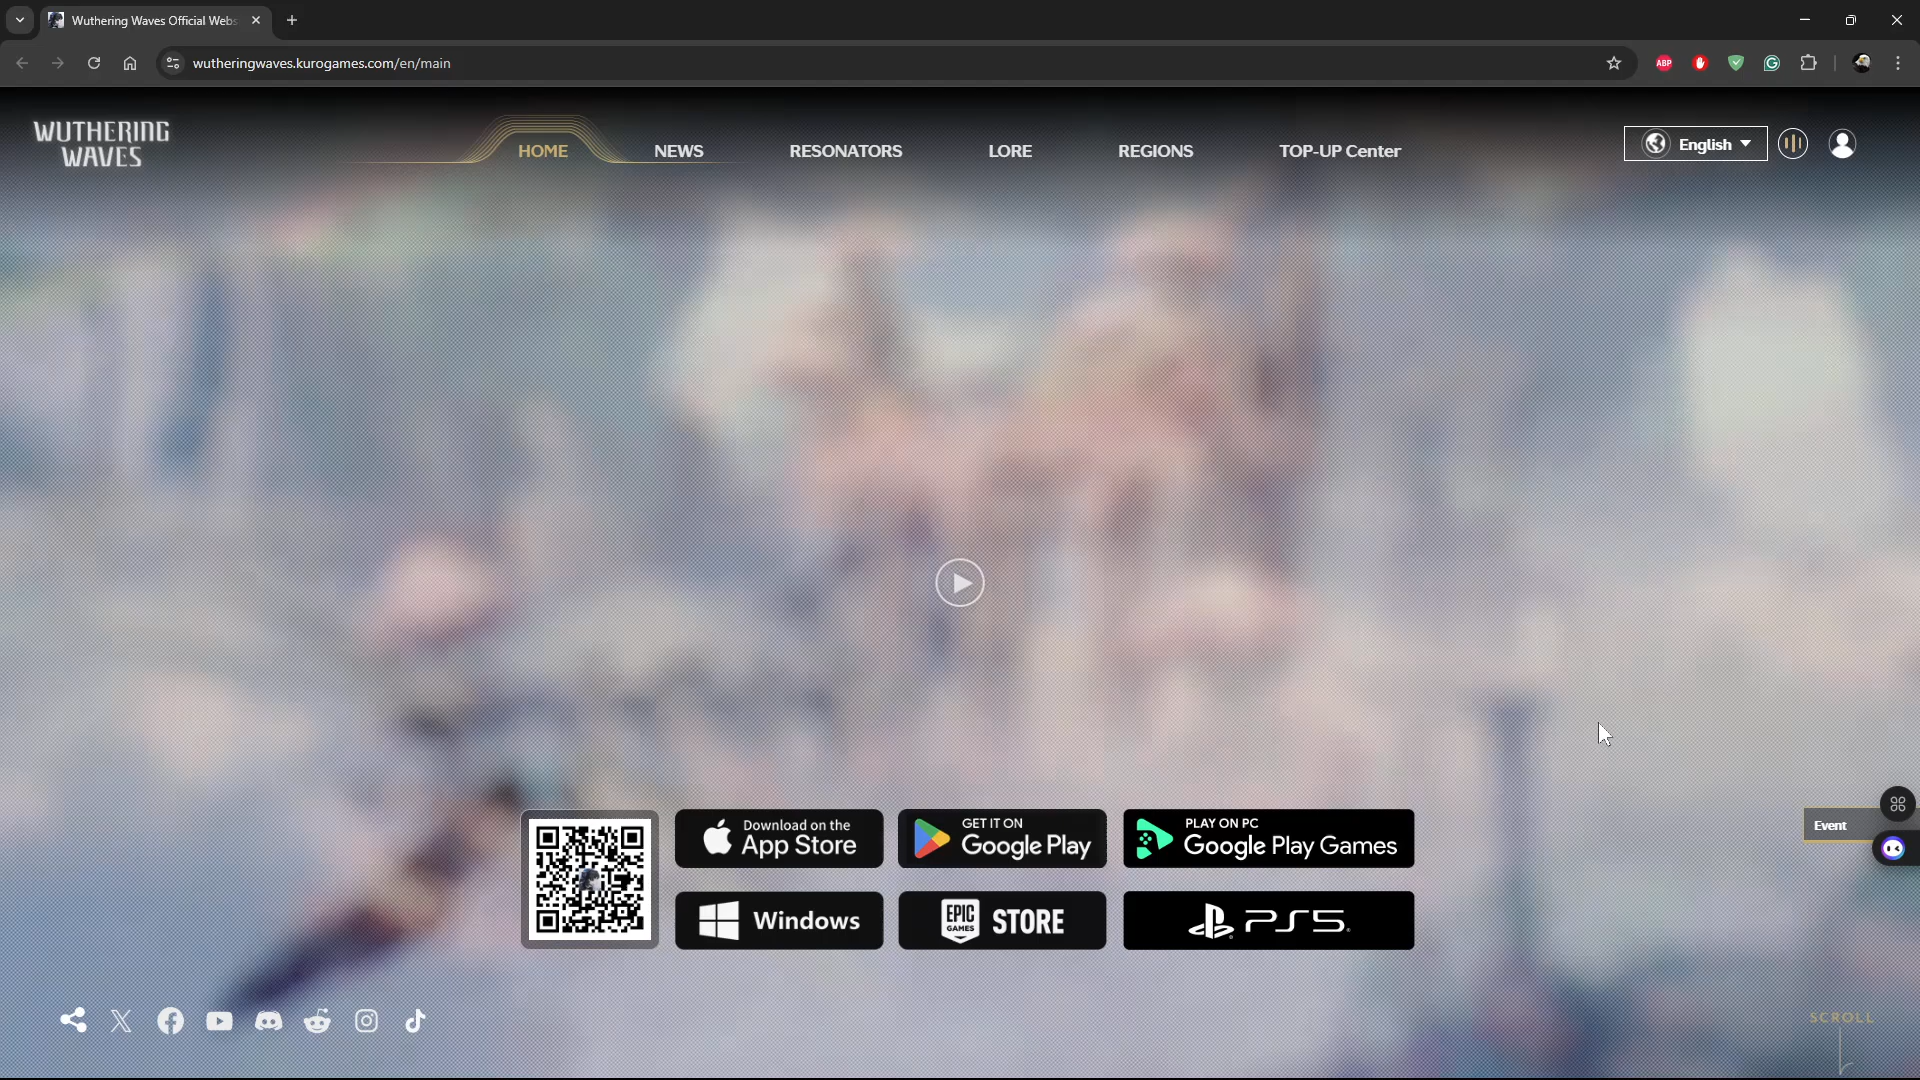 Wuthering Waves Official Webs
wutheringwaves.kurogames.com/en/main
ABP
WUTHERING
WAVES
HOME
NEWS
RESONATORS
LORE
REGIONS
TOP-UP Center
English
Download on the
App Store
GET IT ON
Google Play
PLAY ON PC
Google Play Games
Event
Windows
EPIC
GAMES
STORE
PS5
SCROLL